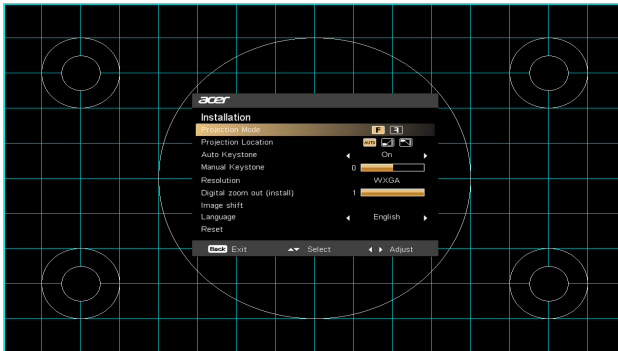 acer
Installation
Projection Mode F F
Projection Location AUTO
Auto Keystone On
Manual Keystone 0
Resolution WXGA
Digital zoom out (install) 1
Image shift
Language English
Reset
Back Exit Select Adjust